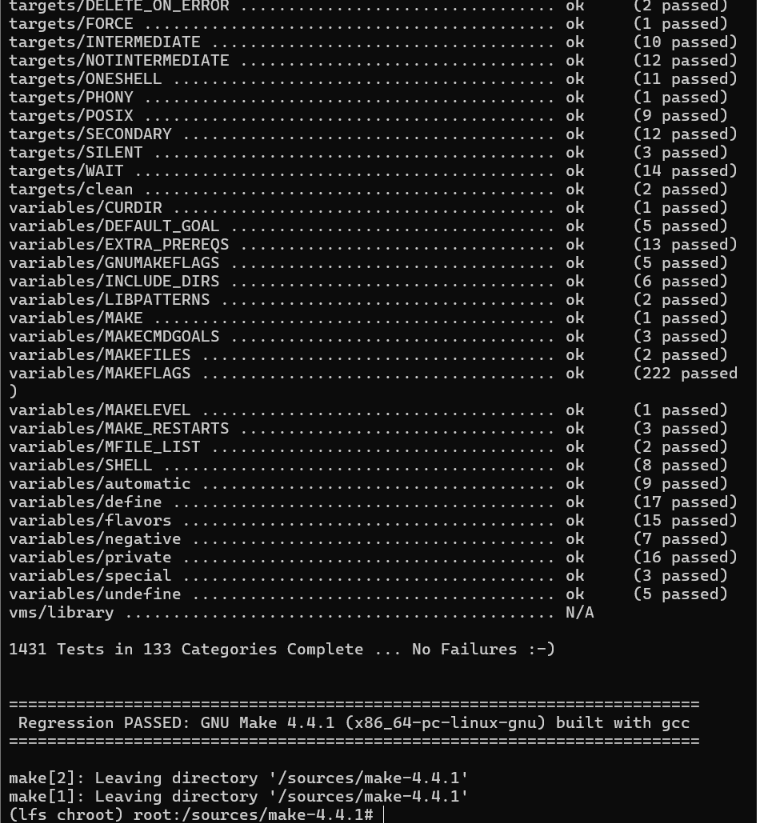 targets/DELETE_ON_ERROR ................................. ok      (2 passed)
targets/FORCE ........................................... ok      (1 passed)
targets/INTERMEDIATE .................................... ok      (10 passed)
targets/NOTINTERMEDIATE ................................. ok      (12 passed)
targets/ONESHELL ........................................ ok      (11 passed)
targets/PHONY ........................................... ok      (1 passed)
targets/POSIX ........................................... ok      (9 passed)
targets/SECONDARY ....................................... ok      (12 passed)
targets/SILENT .......................................... ok      (3 passed)
targets/WAIT ............................................ ok      (14 passed)
targets/clean ........................................... ok      (2 passed)
variables/CURDIR ........................................ ok      (1 passed)
variables/DEFAULT_GOAL .................................. ok      (5 passed)
variables/EXTRA_PREREQS ................................. ok      (13 passed)
variables/GNUMAKEFLAGS .................................. ok      (5 passed)
variables/INCLUDE_DIRS .................................. ok      (6 passed)
variables/LIBPATTERNS ................................... ok      (2 passed)
variables/MAKE .......................................... ok      (1 passed)
variables/MAKECMDGOALS .................................. ok      (3 passed)
variables/MAKEFILES ..................................... ok      (2 passed)
variables/MAKEFLAGS ..................................... ok      (222 passed
)
variables/MAKELEVEL ..................................... ok      (1 passed)
variables/MAKE_RESTARTS ................................. ok      (3 passed)
variables/MFILE_LIST .................................... ok      (2 passed)
variables/SHELL ......................................... ok      (8 passed)
variables/automatic ..................................... ok      (9 passed)
variables/define ........................................ ok      (17 passed)
variables/flavors ....................................... ok      (15 passed)
variables/negative ...................................... ok      (7 passed)
variables/private ....................................... ok      (16 passed)
variables/special ....................................... ok      (3 passed)
variables/undefine ...................................... ok      (5 passed)
vms/library ............................................. N/A

1431 Tests in 133 Categories Complete ... No Failures :-)

========================================================================
 Regression PASSED: GNU Make 4.4.1 (x86_64-pc-linux-gnu) built with gcc
========================================================================

make[2]: Leaving directory '/sources/make-4.4.1'
make[1]: Leaving directory '/sources/make-4.4.1'
(lfs chroot) root:/sources/make-4.4.1#